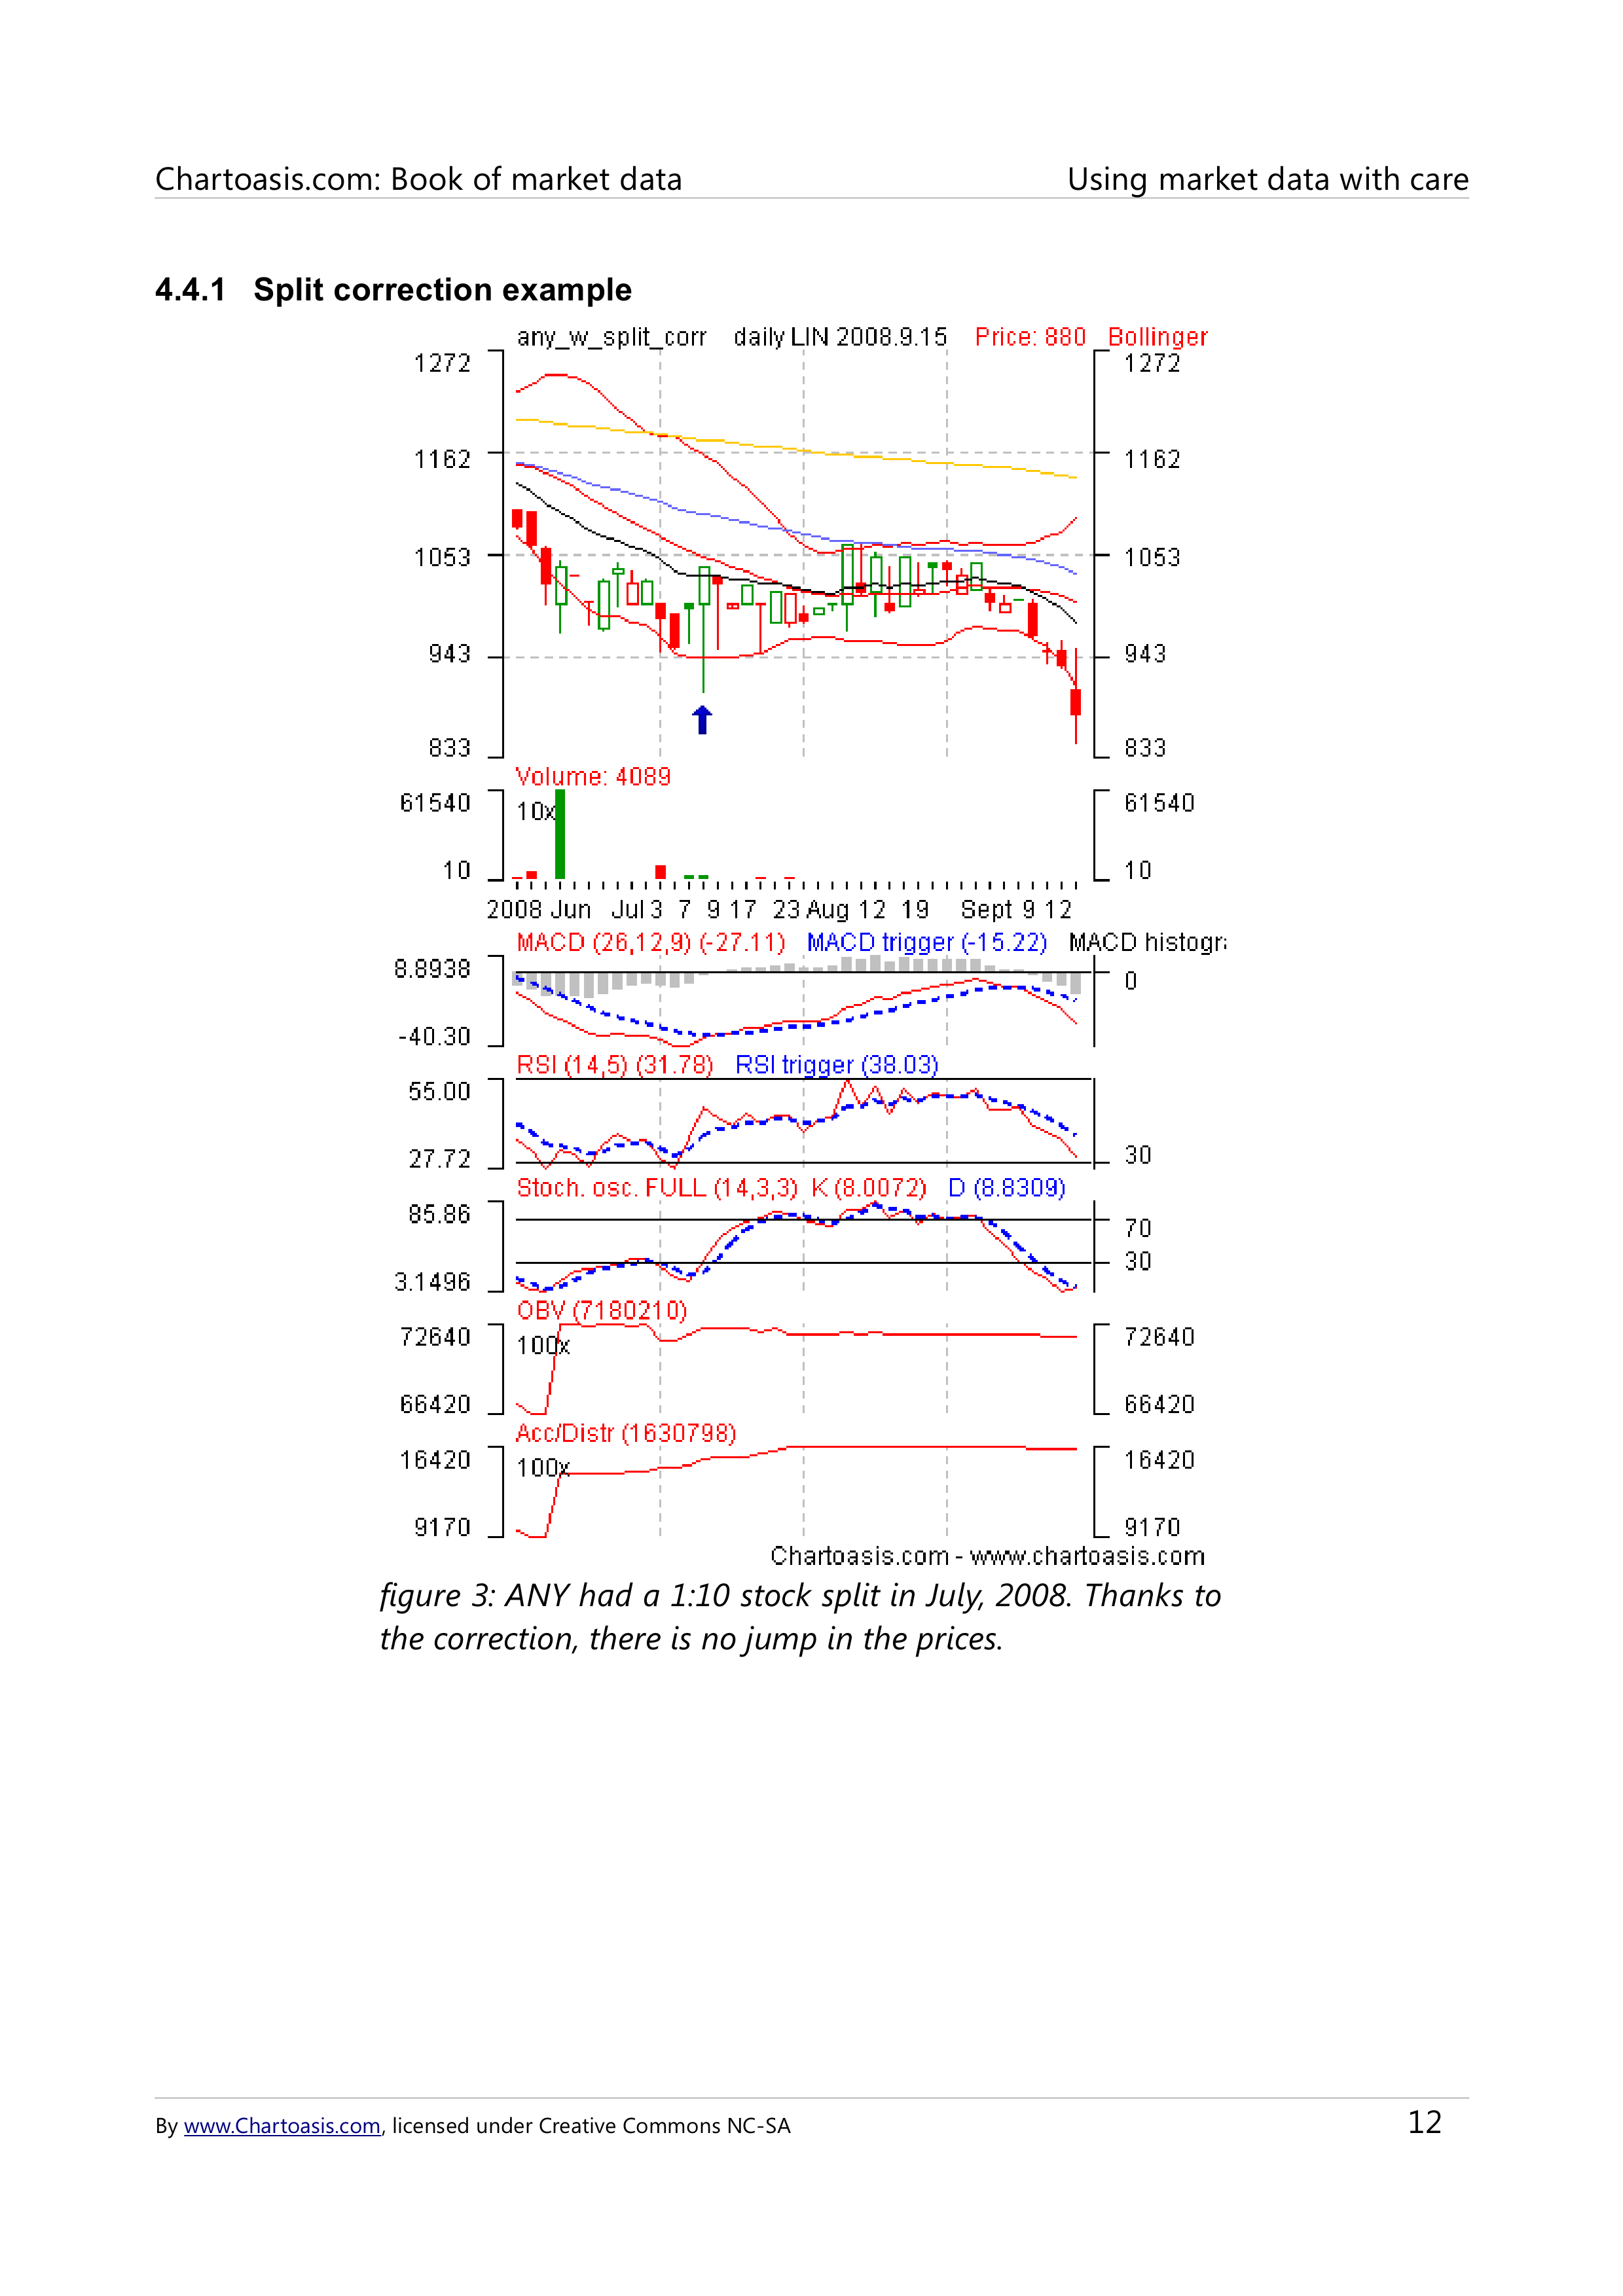 Chartoasis.com: Book of market data Using market data with care
4.4.1 Split correction example
any_w_split_corr daily LIN 2008.9.15 Price: 880 Bollinger
1272 1272
1162 1162
1053 1053
943 943
833 833
Volume: 4089
61540 10x 61540
10 10
2008 Jun Jul 3 7 9 17 23 Aug 12 19 Sept 9 12
MACD (26,12,9) (-27.11) MACD trigger (-15.22) MACD histogr
8.8938 0
-40.30
RSI (14,5) (31.78) RSI trigger (38.03)
55.00
27.72 30
Stoch. osc. FULL (14,3,3) K (8.0072) D (8.8309)
85.86 70
30
3.1496
OBV (7180210)
72640 100x 72640
66420 66420
Acc/Distr (1630798)
16420 100x 16420
9170 9170
Chartoasis.com - www.chartoasis.com
figure 3: ANY had a 1:10 stock split in July, 2008. Thanks to
the correction, there is no jump in the prices.
By www.Chartoasis.com, licensed under Creative Commons NC-SA 12